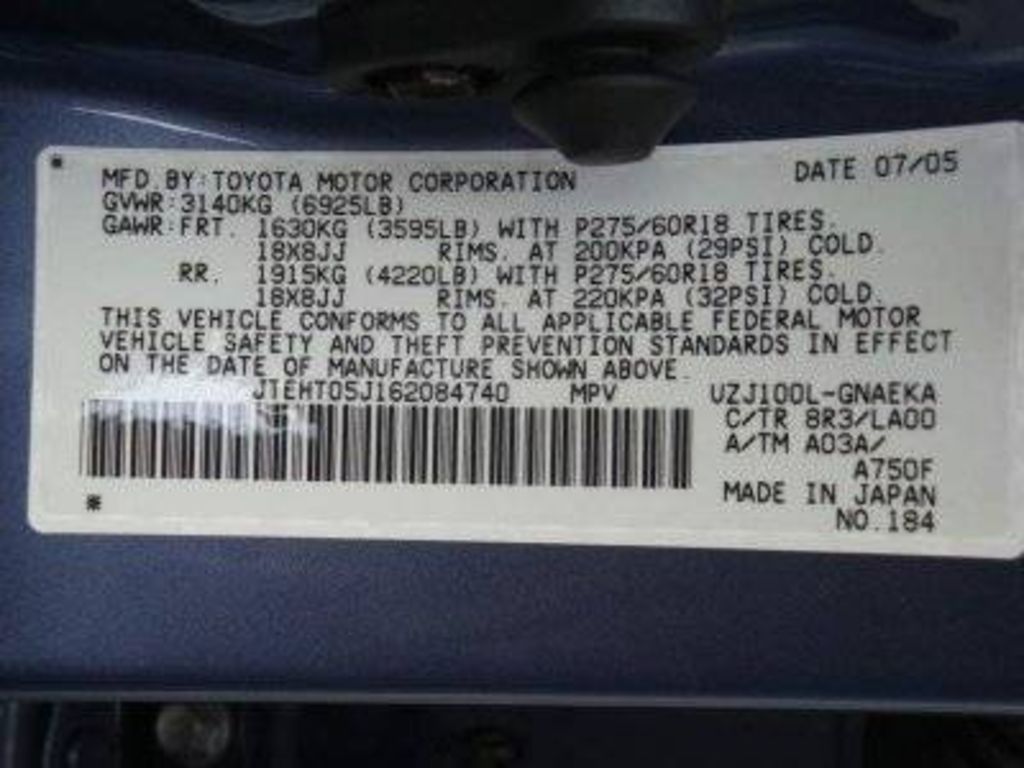 MFD. BY: TOYOTA MOTOR CORPORATION DATE 07/05
GVWR: 3140KG (6925LB)
GAWR: FRT. 1630KG (3595LB) WITH P275/60R18 TIRES.
18X8JJ RIMS. AT 200KPA (29PSI) COLD.
RR. 1915KG (4220LB) WITH P275/60R18 TIRES.
18X8JJ RIMS. AT 220KPA (32PSI) COLD.
THIS VEHICLE CONFORMS TO ALL APPLICABLE FEDERAL MOTOR
VEHICLE SAFETY AND THEFT PREVENTION STANDARDS IN EFFECT
ON THE DATE OF MANUFACTURE SHOWN ABOVE.
JTEHT05J162084740 MPV UZJ100L-GNAEKA
C/TR 8R3/LA00
A/TM A03A/
A750F
MADE IN JAPAN
NO.184